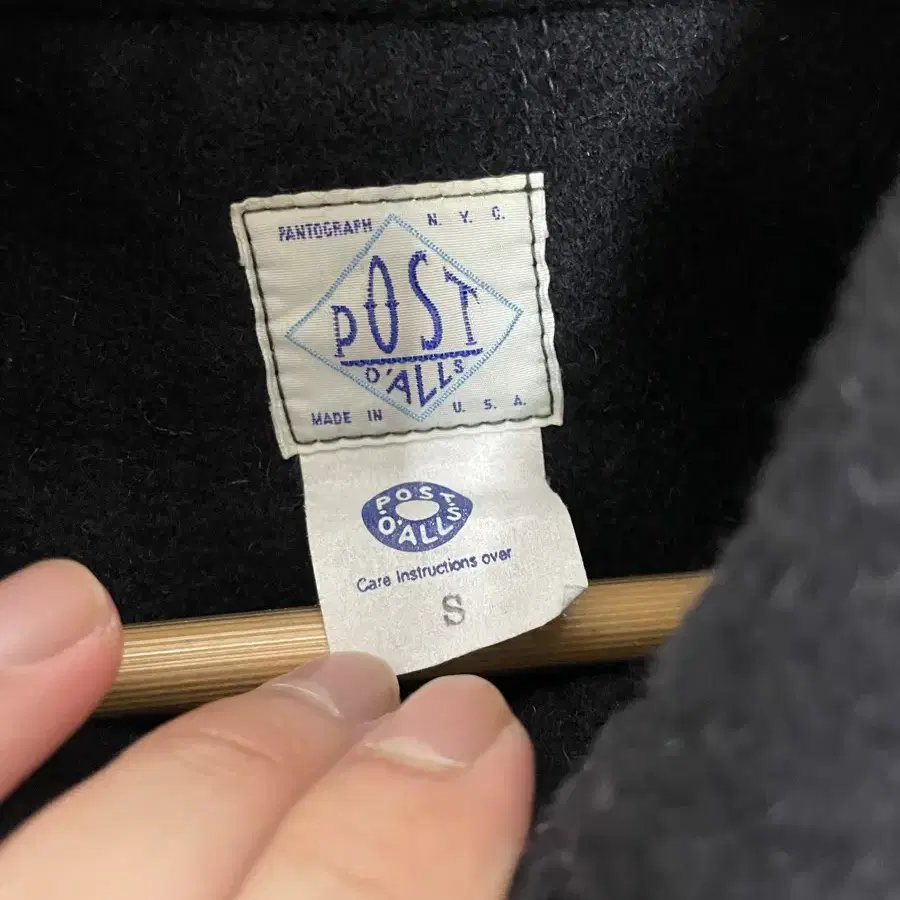 PANTOGRAPH N. Y. C.
POST
O'ALLS
MADE IN U. S. A.
POST
O'ALLS
Care Instructions over
S